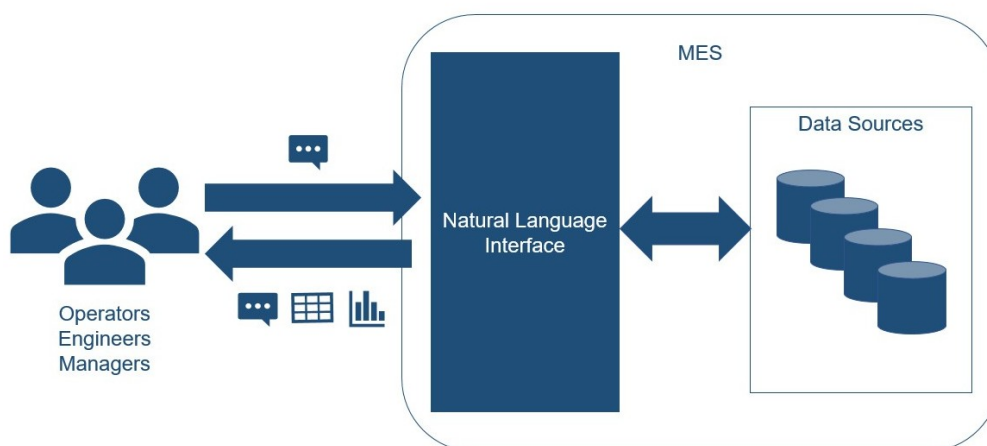 MES
Data Sources
Natural Language
Interface
Operators
Engineers
Managers